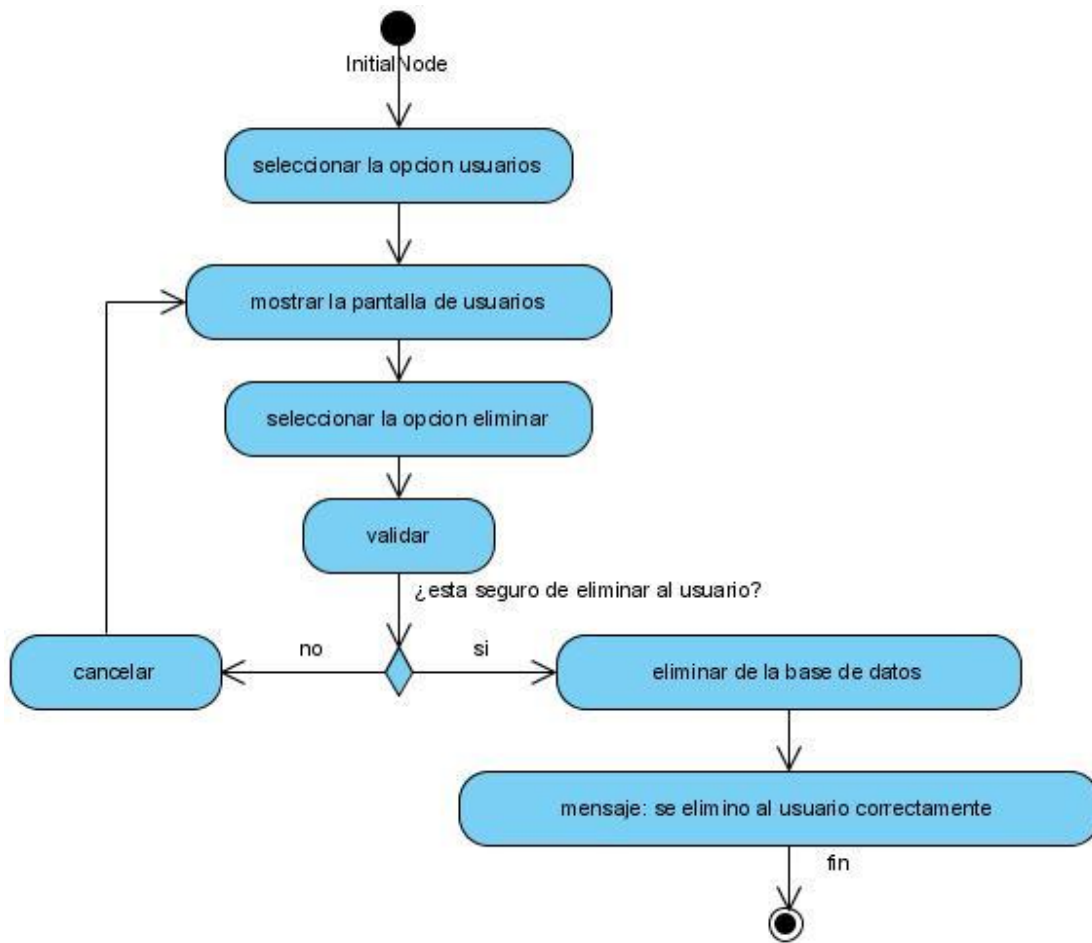 InitialNode
seleccionar la opcion usuarios
mostrar la pantalla de usuarios
seleccionar la opcion eliminar
validar
¿esta seguro de eliminar al usuario?
no
si
cancelar
eliminar de la base de datos
mensaje: se elimino al usuario correctamente
fin